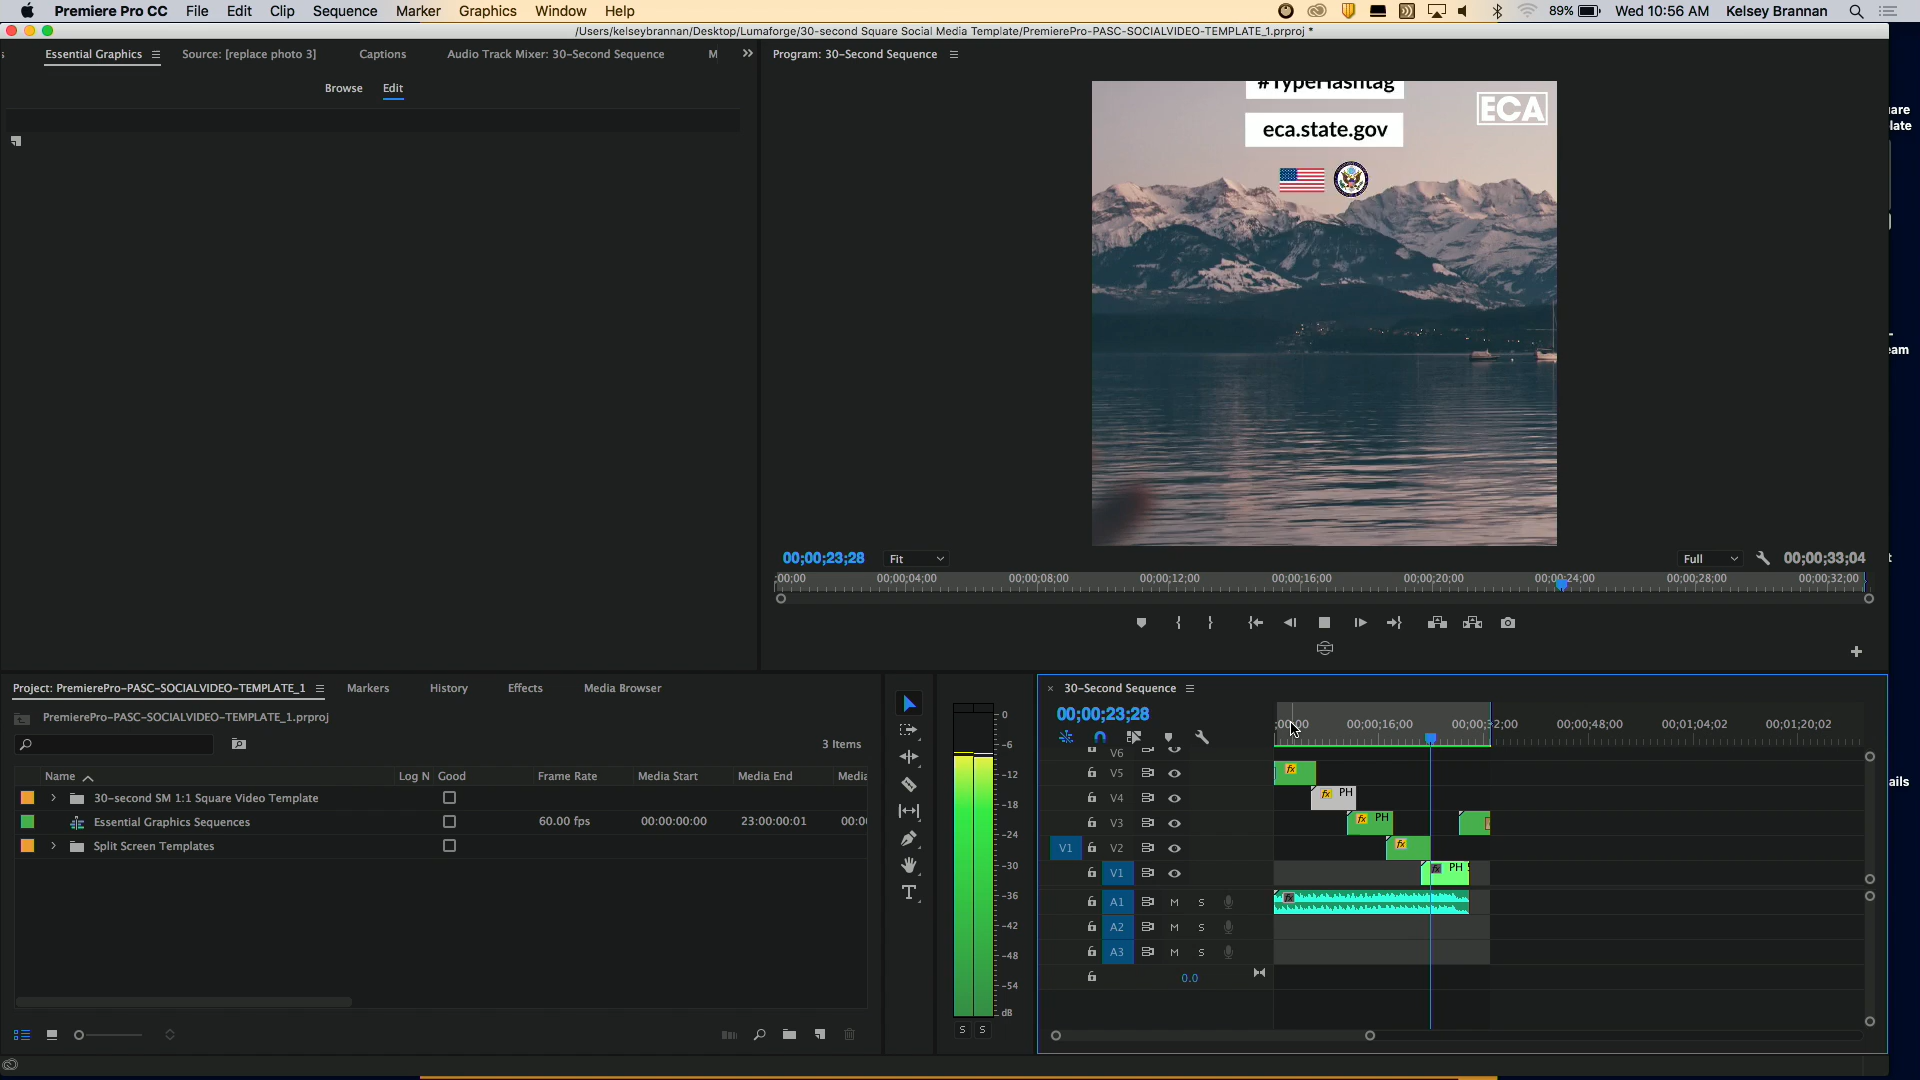 Premiere Pro CC File Edit Clip Sequence Marker Graphics Window Help 89% Wed 10:56 AM Kelsey Brannan
/Users/kelseybrannan/Desktop/Lumaforge/30-second Square Social Media Template/PremierePro-PASC-SOCIALVIDEO-TEMPLATE_1.prproj *
Essential Graphics Source: [replace photo 3] Captions Audio Track Mixer: 30-Second Sequence M
Browse Edit
Program: 30-Second Sequence
#TypeHashtag
ECA
eca.state.gov
00;00;23;28 Fit Full 00;00;33;04
;00;00 00;00;04;00 00;00;08;00 00;00;12;00 00;00;16;00 00;00;20;00 00;00;24;00 00;00;28;00 00;00;32;00
Project: PremierePro-PASC-SOCIALVIDEO-TEMPLATE_1 Markers History Effects Media Browser
PremierePro-PASC-SOCIALVIDEO-TEMPLATE_1.prproj
3 Items
Name Log N Good Frame Rate Media Start Media End Media
30-second SM 1:1 Square Video Template
Essential Graphics Sequences 60.00 fps 00:00:00:00 23:00:00:01 00:0
Split Screen Templates
0
-6
-12
-18
-24
-30
-36
-42
-48
-54
dB
S S
× 30-Second Sequence
00;00;23;28
;00;00 00;00;16;00 00;00;32;00 00;00;48;00 00;01;04;02 00;01;20;02
V6
V5 fx
V4 fx PH
V3 fx PH
V1 V2 fx
V1 fx PH
A1 M S fx
A2 M S
A3 M S
0.0
are
late
eam
ails
t